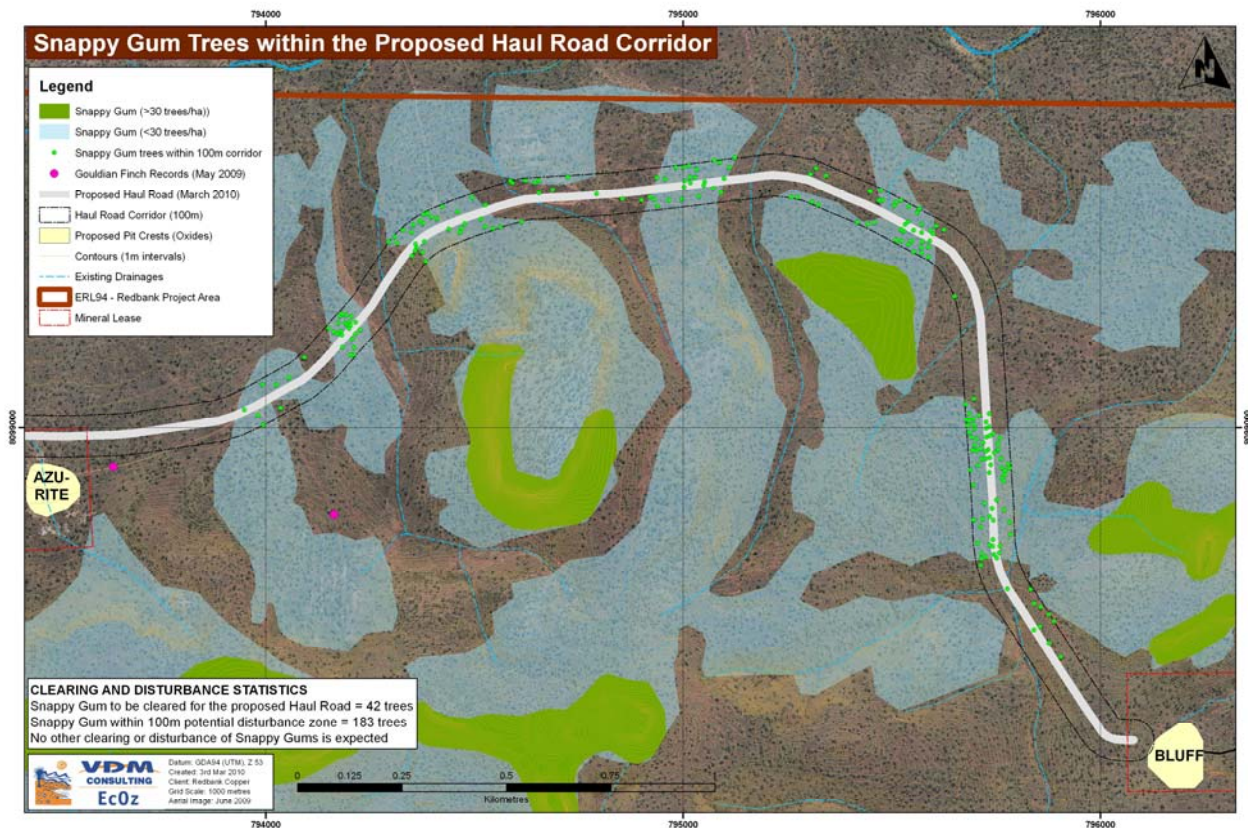 794000
795000
796000
Snappy Gum Trees within the Proposed Haul Road Corridor
N
Legend
Snappy Gum (>30 trees/ha))
Snappy Gum (<30 trees/ha)
Snappy Gum trees within 100m corridor
Gouldian Finch Records (May 2009)
Proposed Haul Road (March 2010)
Haul Road Corridor (100m)
Proposed Pit Crests (Oxides)
Contours (1m intervals)
Existing Drainages
ERL94 - Redbank Project Area
Mineral Lease
8099000
8099000
AZU-
RITE
BLUFF
CLEARING AND DISTURBANCE STATISTICS
Snappy Gum to be cleared for the proposed Haul Road = 42 trees
Snappy Gum within 100m potential disturbance zone = 183 trees
No other clearing or disturbance of Snappy Gums is expected
VDM
CONSULTING
EcOz
Datum: GDA94 (UTM), Z 53
Created: 3rd Mar 2010
Client: Redbank Copper
Grid Scale: 1000 metres
Aerial Image: June 2009
0 0.125 0.25 0.5 0.75 1
Kilometres
794000
795000
796000